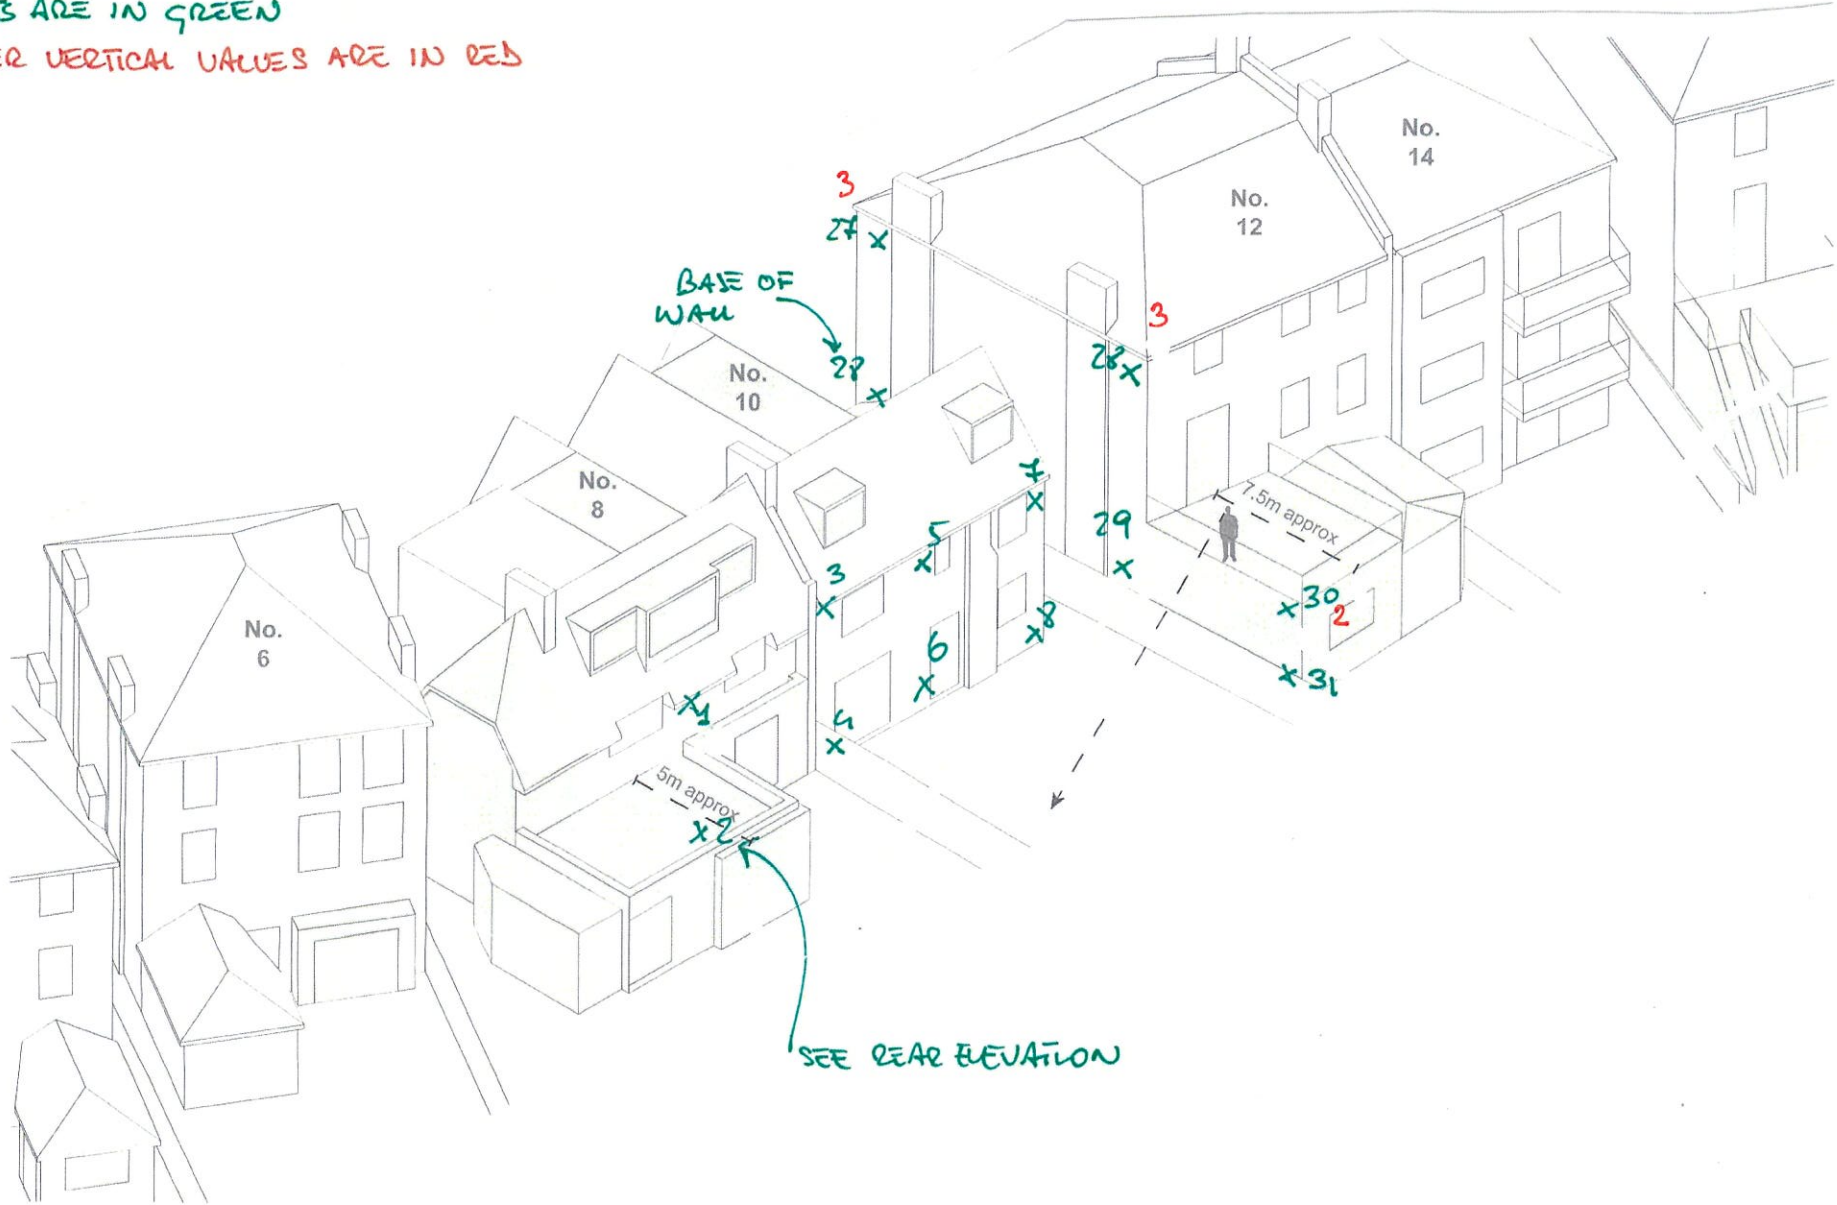 S ARE IN GREEN
ER VERTICAL VALUES ARE IN RED
No.
14
3
No.
12
27
BASE OF
WALL
3
28
28
No.
10
7
No.
8
7.5m approx
29
5
3
30
2
8
No.
6
6
31
1
4
5m approx
2
SEE REAR ELEVATION